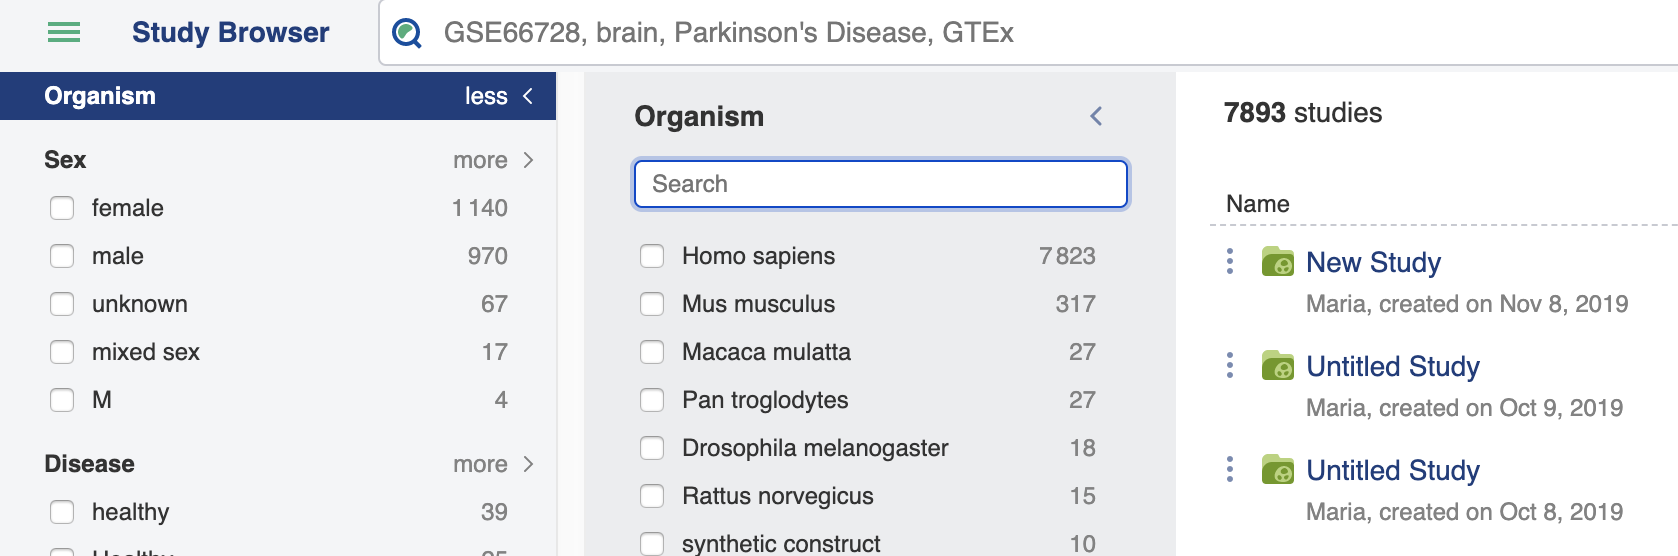 Study Browser
GSE66728, brain, Parkinson's Disease, GTEx
Organism less
Sex more
female 1 140
male 970
unknown 67
mixed sex 17
M 4
Disease more
healthy 39
Organism
Search
Homo sapiens 7 823
Mus musculus 317
Macaca mulatta 27
Pan troglodytes 27
Drosophila melanogaster 18
Rattus norvegicus 15
synthetic construct 10
7893 studies
Name
New Study
Maria, created on Nov 8, 2019
Untitled Study
Maria, created on Oct 9, 2019
Untitled Study
Maria, created on Oct 8, 2019